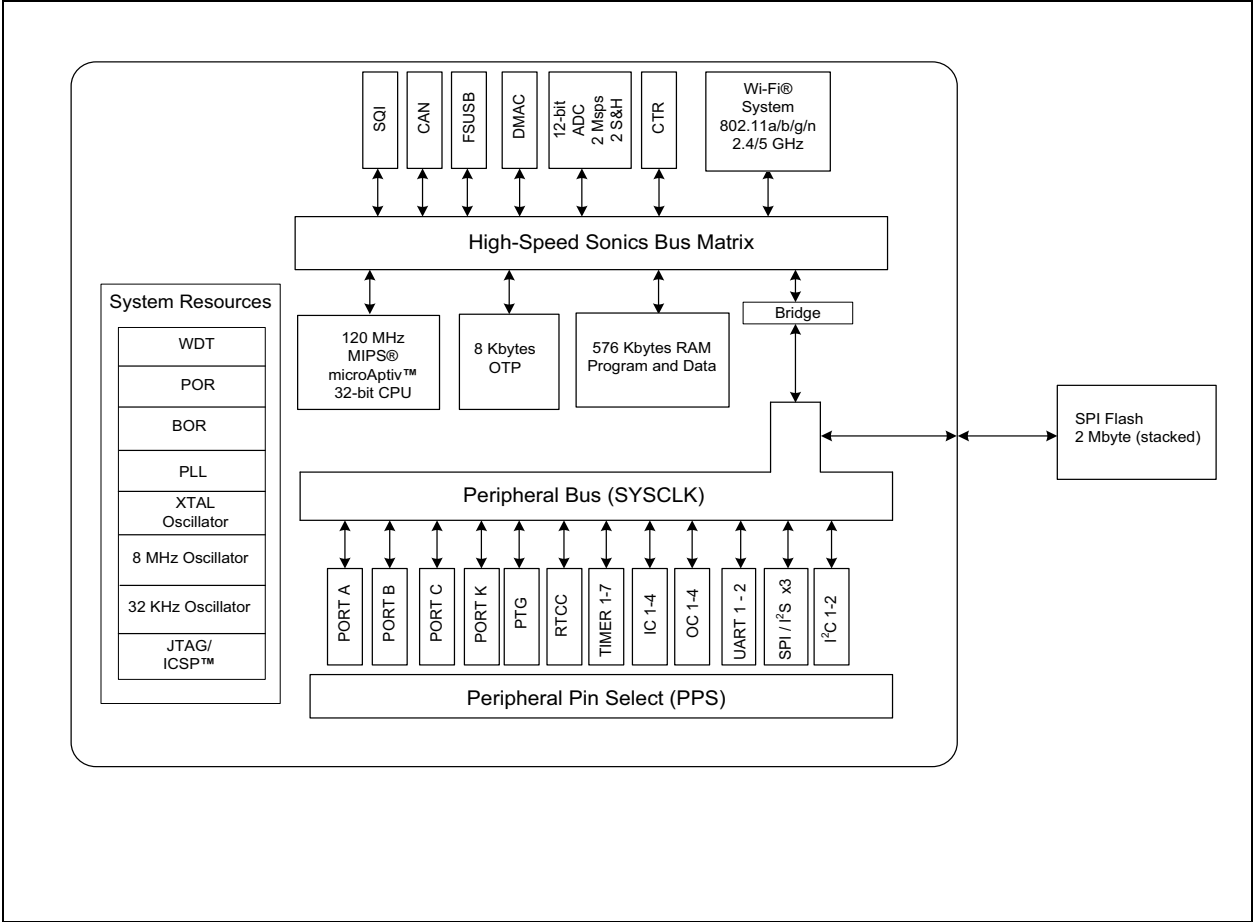 SQI
CAN
FSUSB
DMAC
12-bit
ADC
2 Msps
2 S&H
CTR
Wi-Fi®
System
802.11a/b/g/n
2.4/5 GHz
High-Speed Sonics Bus Matrix
System Resources
WDT
POR
BOR
PLL
XTAL
Oscillator
8 MHz Oscillator
32 KHz Oscillator
JTAG/
ICSP™
120 MHz
MIPS®
microAptiv™
32-bit CPU
8 Kbytes
OTP
576 Kbytes RAM
Program and Data
Bridge
SPI Flash
2 Mbyte (stacked)
Peripheral Bus (SYSCLK)
PORT A
PORT B
PORT C
PORT K
PTG
RTCC
TIMER 1-7
IC 1-4
OC 1-4
UART 1 - 2
SPI / I²S x3
I²C 1-2
Peripheral Pin Select (PPS)